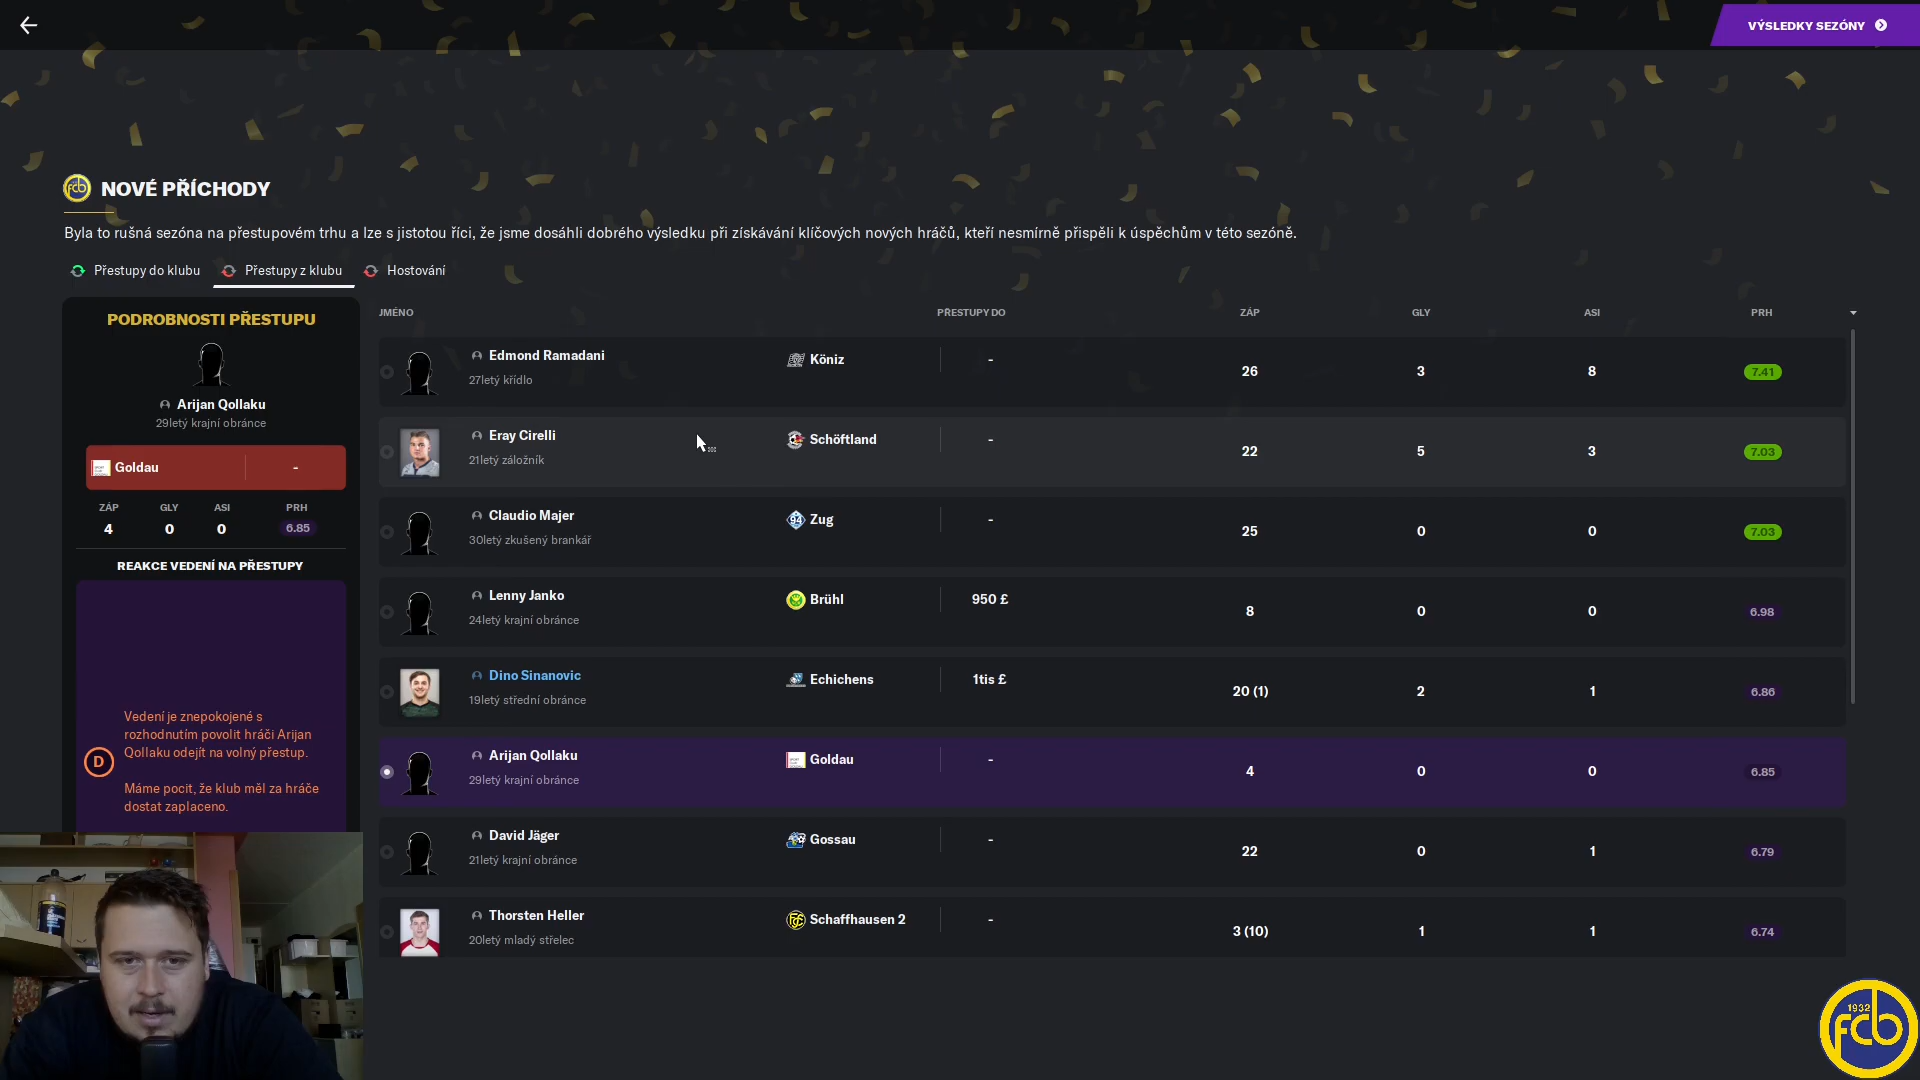 VÝSLEDKY SEZÓNY
NOVÉ PŘÍCHODY
Byla to rušná sezóna na přestupovém trhu a lze s jistotou říci, že jsme dosáhli dobrého výsledku při získávání klíčových nových hráčů, kteří nesmírně přispěli k úspěchům v této sezóně.
Přestupy do klubu Přestupy z klubu Hostování
PODROBNOSTI PŘESTUPU
Arijan Qollaku
29letý krajní obránce
Goldau -
ZÁP GLY ASI PRH
4 0 0 6.85
REAKCE VEDENÍ NA PŘESTUPY
D
Vedení je znepokojené s
rozhodnutím povolit hráči Arijan
Qollaku odejít na volný přestup.
Máme pocit, že klub měl za hráče
dostat zaplaceno.
JMÉNO PŘESTUPY DO ZÁP GLY ASI PRH
Edmond Ramadani Köniz - 26 3 8 7.41
27letý křídlo
Eray Cirelli Schöftland - 22 5 3 7.03
21letý záložník
Claudio Majer Zug - 25 0 0 7.03
30letý zkušený brankář
Lenny Janko Brühl 950 £ 8 0 0 6.98
24letý krajní obránce
Dino Sinanovic Echichens 1tis £ 20 (1) 2 1 6.86
19letý střední obránce
Arijan Qollaku Goldau - 4 0 0 6.85
29letý krajní obránce
David Jäger Gossau - 22 0 1 6.79
21letý krajní obránce
Thorsten Heller Schaffhausen 2 - 3 (10) 1 1 6.74
20letý mladý střelec
1932
fcb